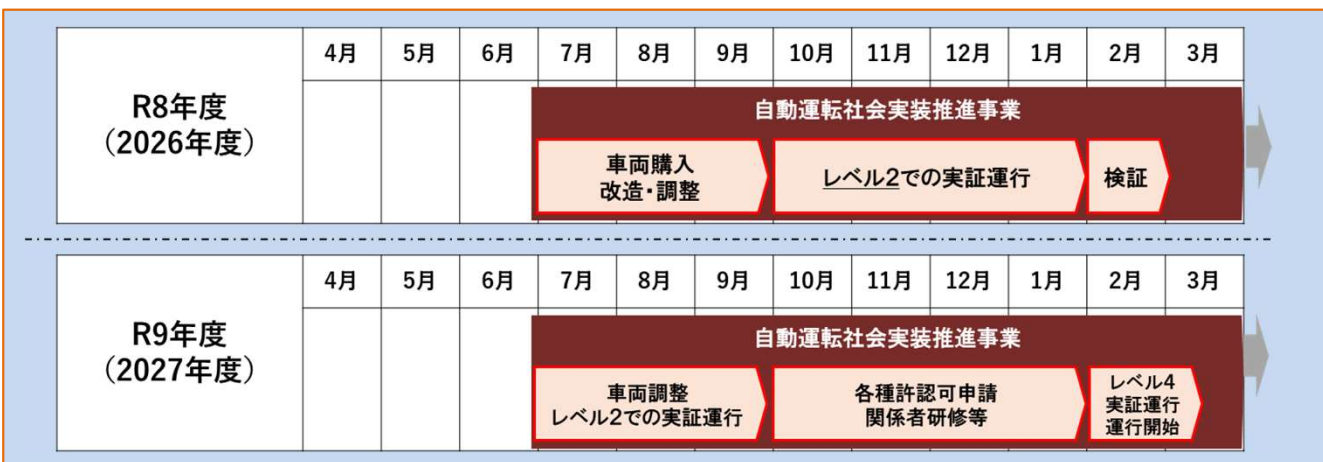 4月 5月 6月 7月 8月 9月 10月 11月 12月 1月 2月 3月
R8年度
（2026年度）
自動運転社会実装推進事業
車両購入
改造・調整
レベル2での実証運行
検証
4月 5月 6月 7月 8月 9月 10月 11月 12月 1月 2月 3月
R9年度
（2027年度）
自動運転社会実装推進事業
車両調整
レベル2での実証運行
各種許認可申請
関係者研修等
レベル4
実証運行
運行開始